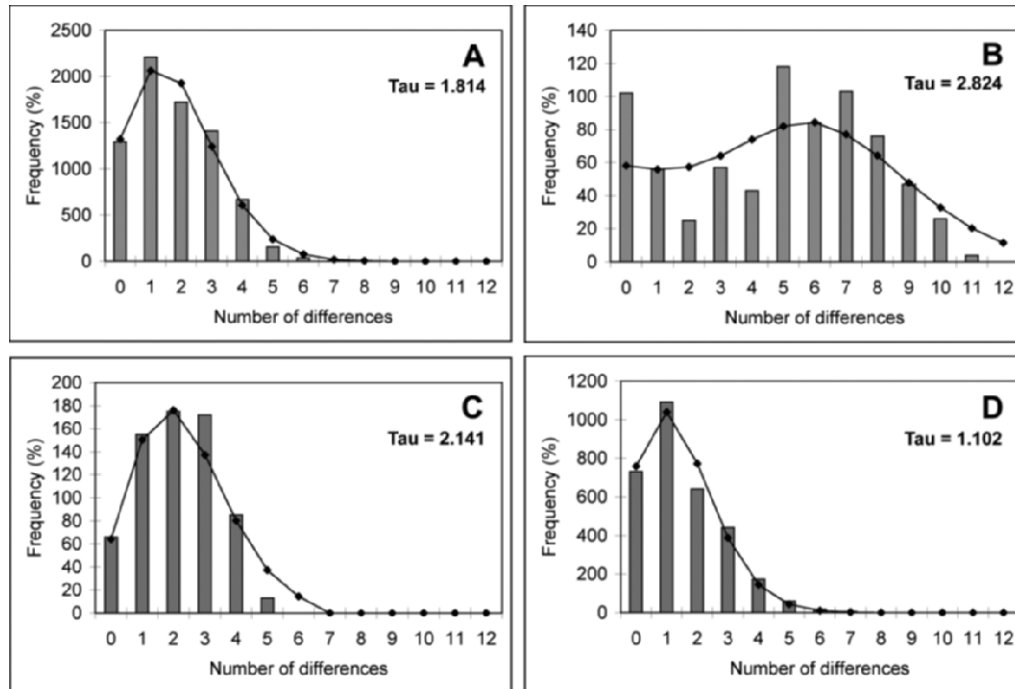 A
Tau = 1.814
Frequency (%)
2500
2000
1500
1000
500
0
0 1 2 3 4 5 6 7 8 9 10 11 12
Number of differences
B
Tau = 2.824
Frequency (%)
140
120
100
80
60
40
20
0
0 1 2 3 4 5 6 7 8 9 10 11 12
Number of differences
C
Tau = 2.141
Frequency (%)
200
180
160
140
120
100
80
60
40
20
0
0 1 2 3 4 5 6 7 8 9 10 11 12
Number of differences
D
Tau = 1.102
Frequency (%)
1200
1000
800
600
400
200
0
0 1 2 3 4 5 6 7 8 9 10 11 12
Number of differences